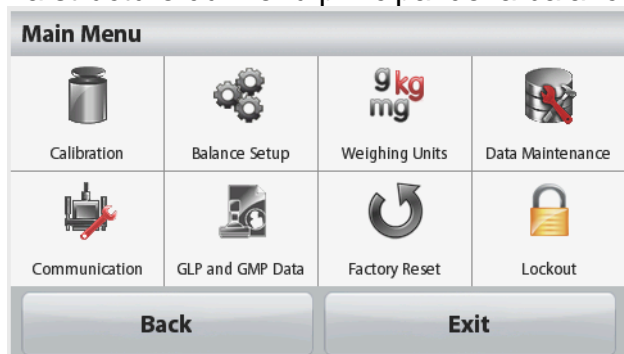 Main Menu
g kg
mg
Calibration
Balance Setup
Weighing Units
Data Maintenance
Communication
GLP and GMP Data
Factory Reset
Lockout
Back
Exit